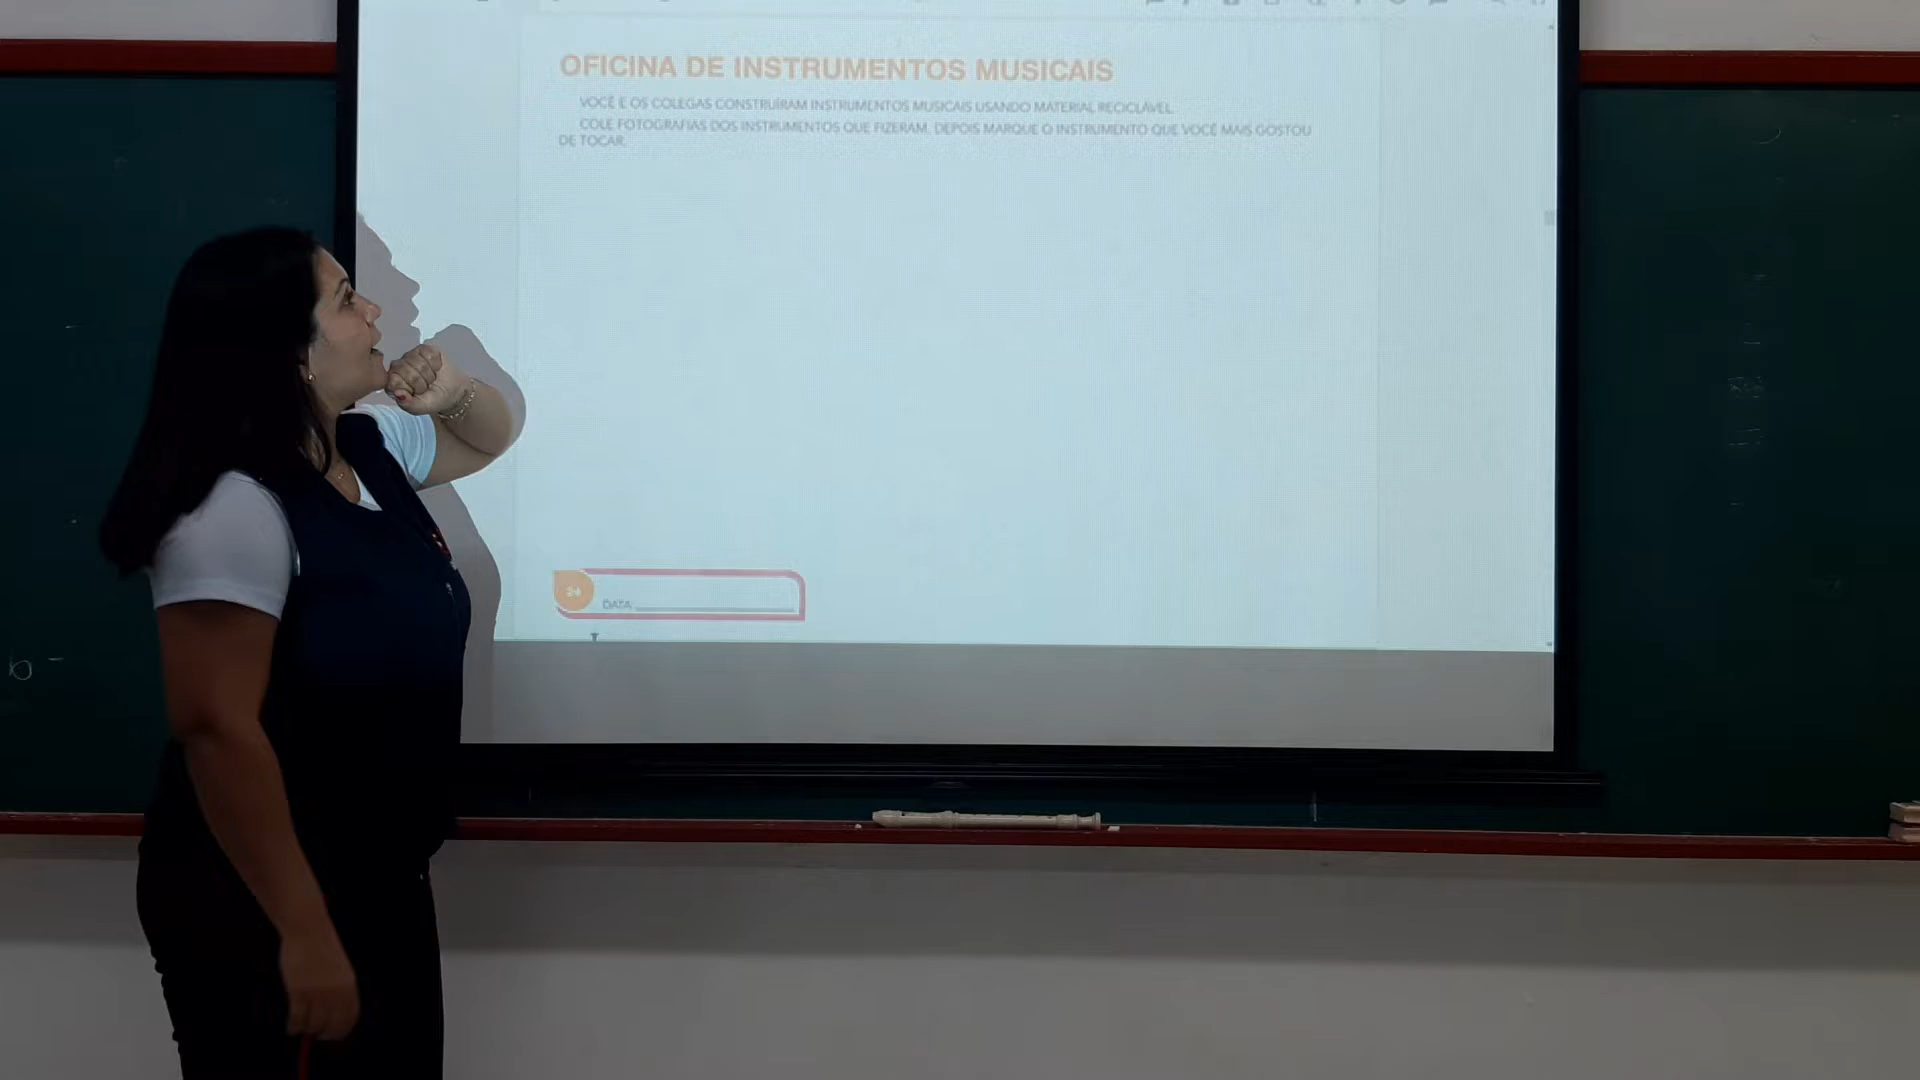 OFICINA DE INSTRUMENTOS MUSICAIS
VOCÊ E OS COLEGAS CONSTRUÍRAM INSTRUMENTOS MUSICAIS USANDO MATERIAL RECICLÁVEL.
COLE FOTOGRAFIAS DOS INSTRUMENTOS QUE FIZERAM. DEPOIS MARQUE O INSTRUMENTO QUE VOCÊ MAIS GOSTOU
DE TOCAR.
24
DATA:
b -